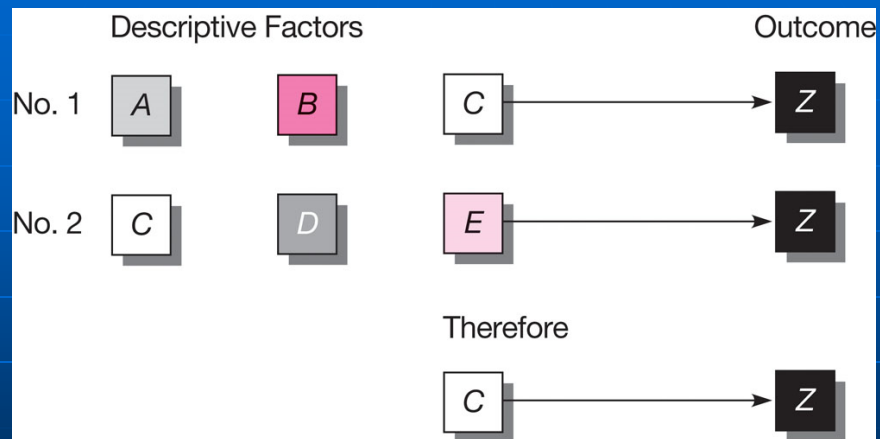 Descriptive Factors Outcome
No. 1 A B C Z
No. 2 C D E Z
Therefore
C Z